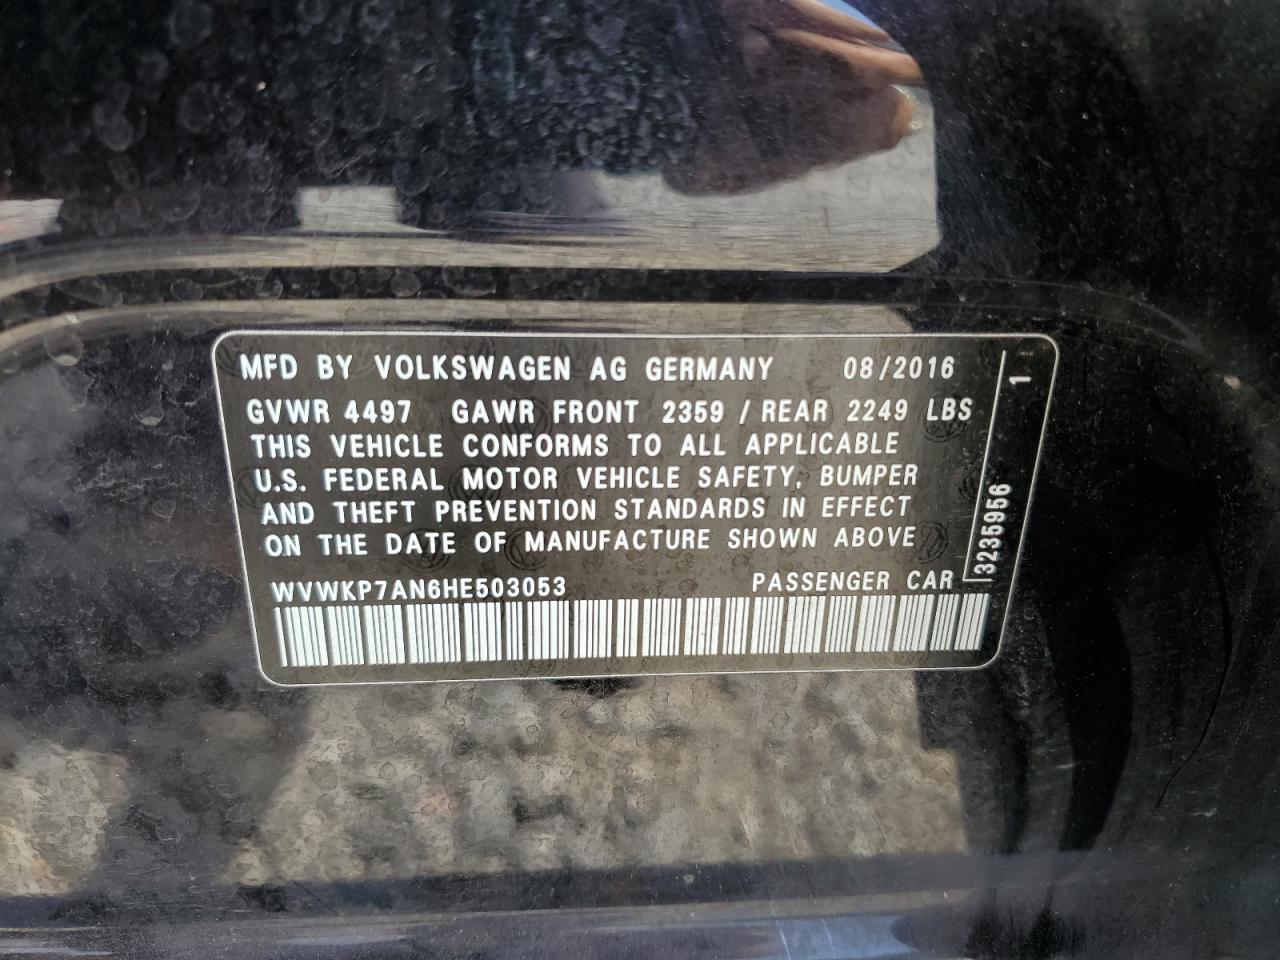 MFD BY VOLKSWAGEN AG GERMANY 08/2016
GVWR 4497 GAWR FRONT 2359 / REAR 2249 LBS
THIS VEHICLE CONFORMS TO ALL APPLICABLE
U.S. FEDERAL MOTOR VEHICLE SAFETY, BUMPER
AND THEFT PREVENTION STANDARDS IN EFFECT
ON THE DATE OF MANUFACTURE SHOWN ABOVE
WVWKP7AN6HE503053 PASSENGER CAR
3235956
1